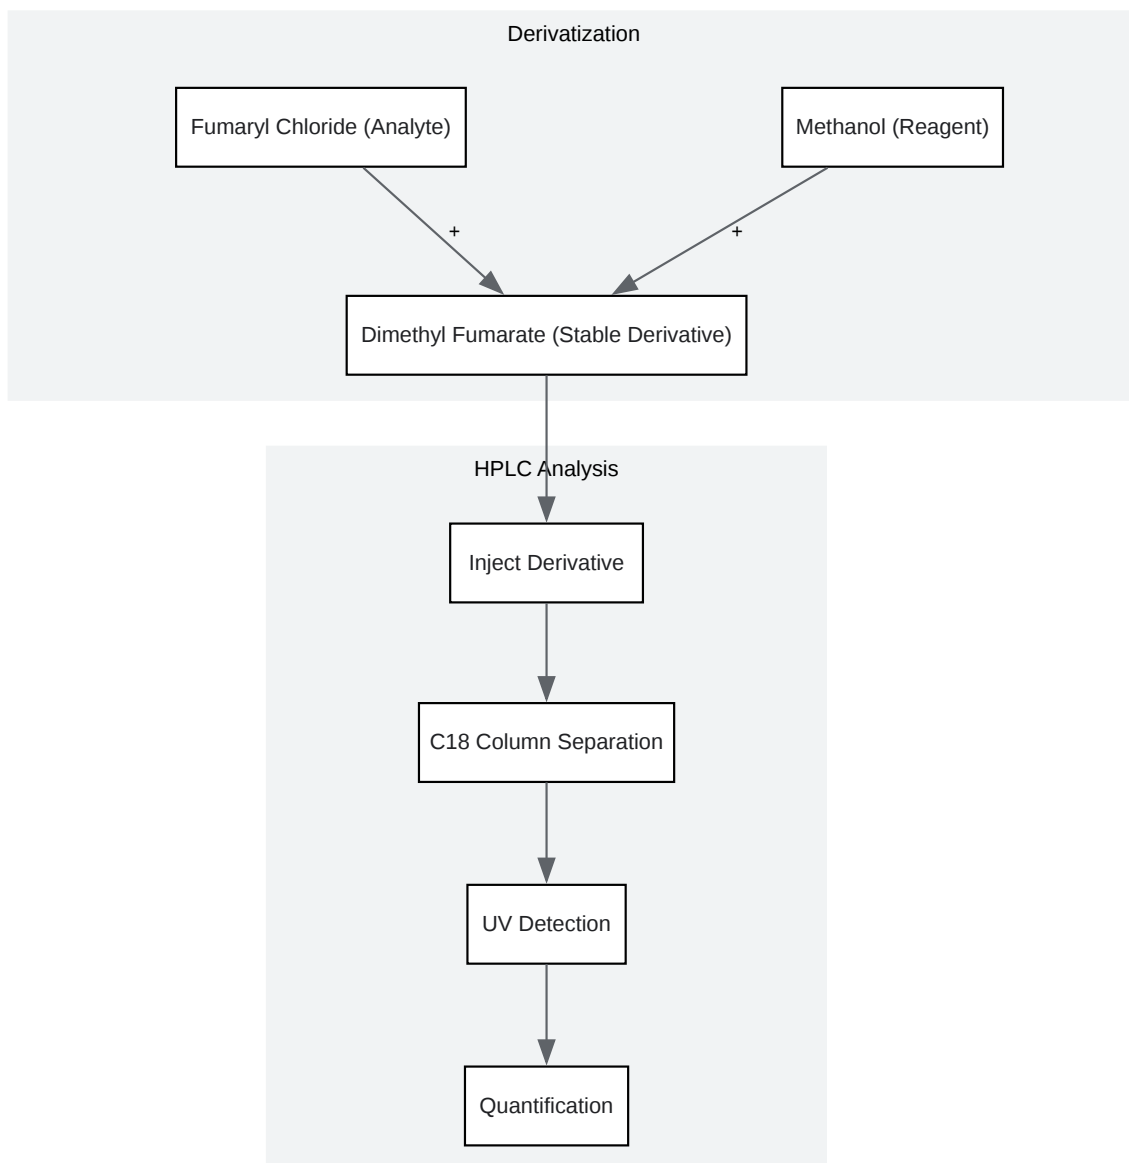 Derivatization
Fumaryl Chloride (Analyte)
Methanol (Reagent)
+
+
Dimethyl Fumarate (Stable Derivative)
HPLC Analysis
Inject Derivative
C18 Column Separation
UV Detection
Quantification